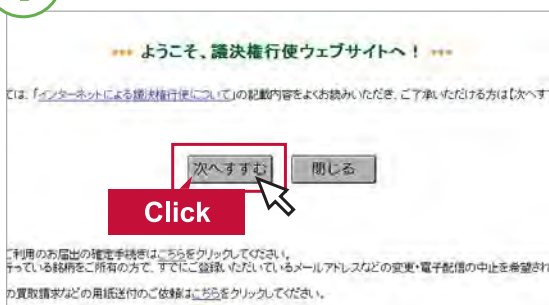 *** ようこそ、議決権行使ウェブサイトへ! ***
ては、「インターネットによる議決権行使について」の記載内容をよくお読みいただき、ご了承いただける方は【次へす
次へすすむ 閉じる
Click
ご利用のお届出の確定手続きはこちらをクリックしてください。
行っている銘柄をご所有の方で、すでにご登録いただいているメールアドレスなどの変更・電子配信の中止を希望され
の買取請求などの用紙送付のご依頼はこちらをクリックしてください。